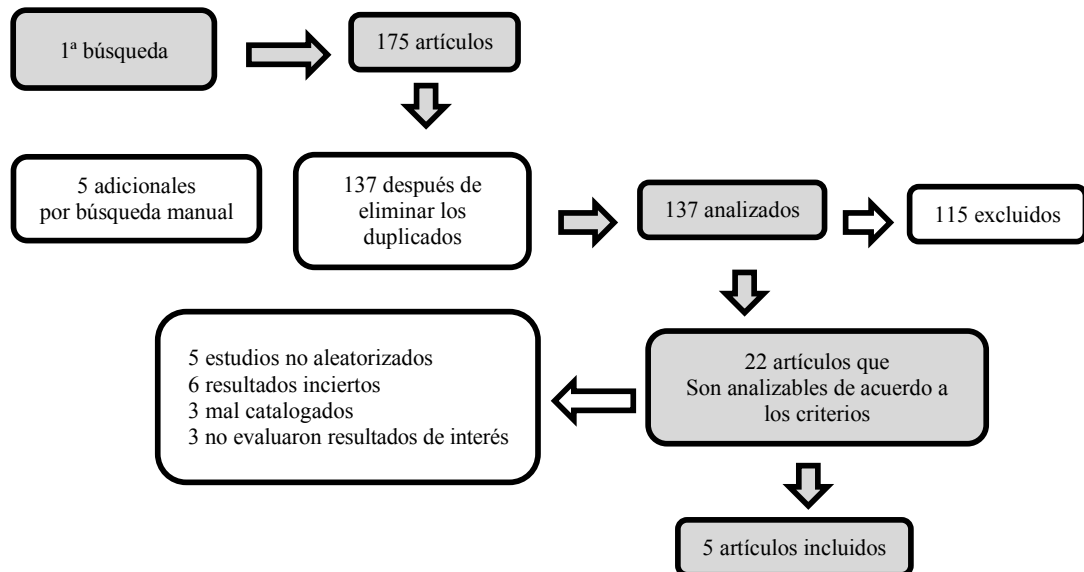 1ª búsqueda
175 artículos
5 adicionales
por búsqueda manual
137 después de
eliminar los
duplicados
137 analizados
115 excluidos
5 estudios no aleatorizados
6 resultados inciertos
3 mal catalogados
3 no evaluaron resultados de interés
22 artículos que
Son analizables de acuerdo a
los criterios
5 artículos incluidos